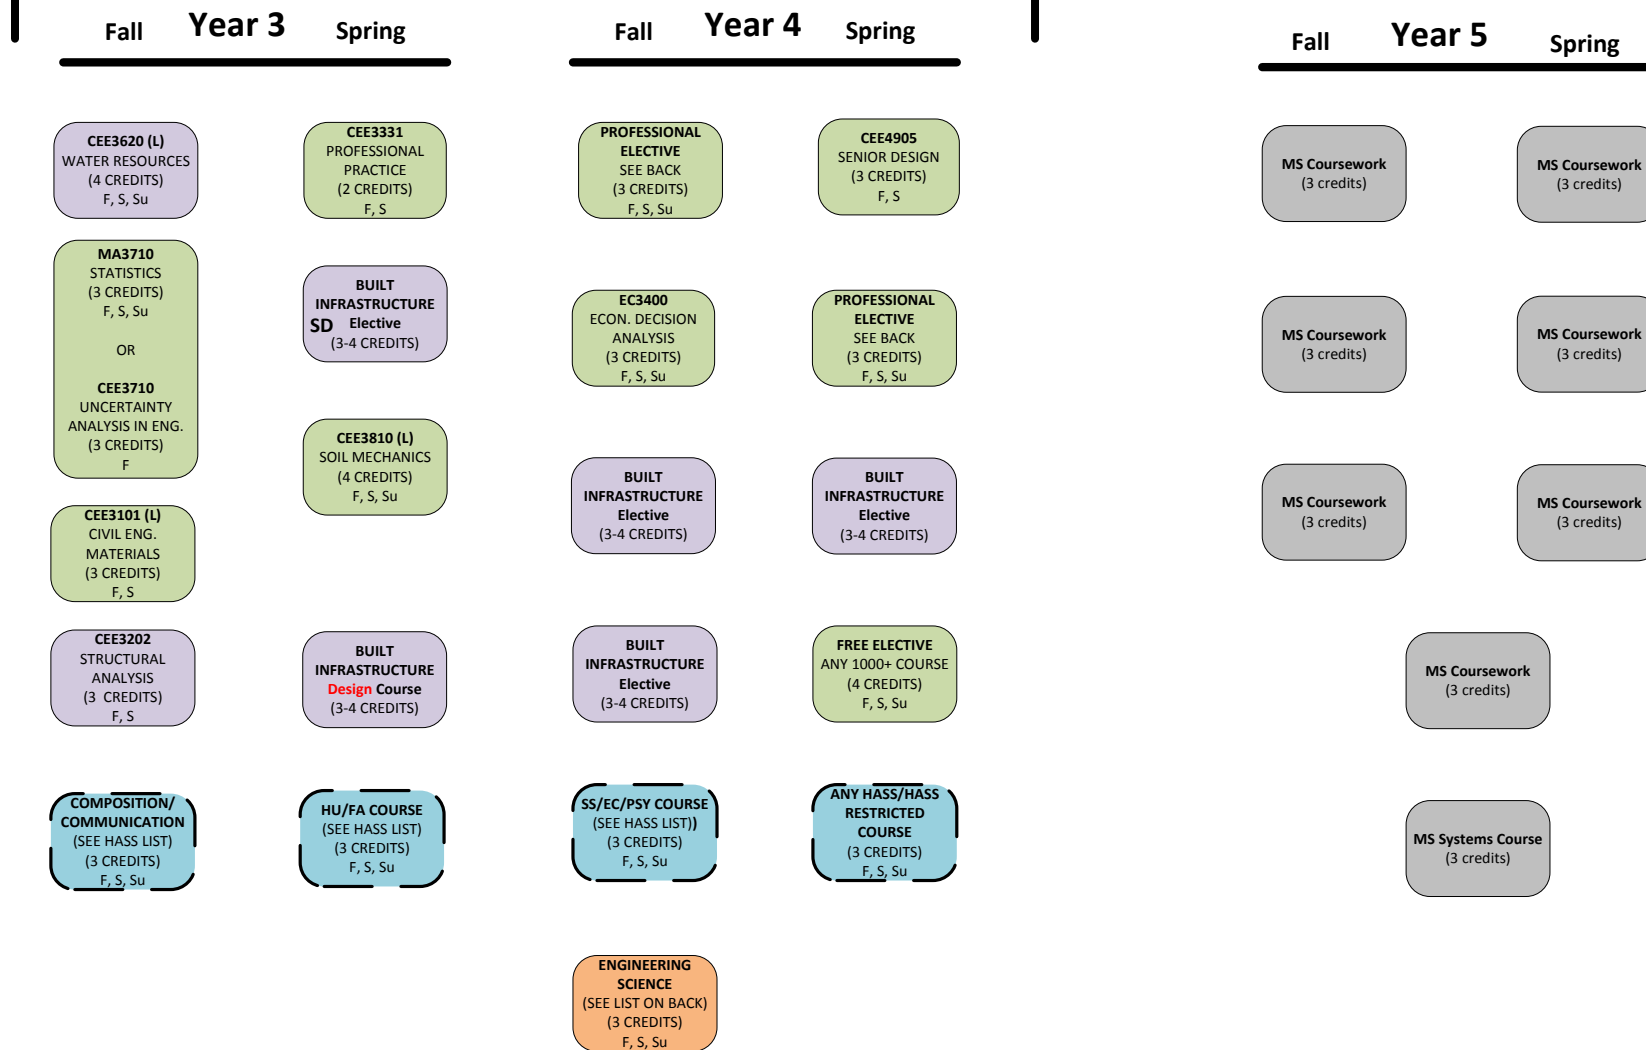 Fall Year 3 Spring
CEE3620 (L)
WATER RESOURCES
(4 CREDITS)
F, S, Su
MA3710
STATISTICS
(3 CREDITS)
F, S, Su
OR
CEE3710
UNCERTAINTY
ANALYSIS IN ENG.
(3 CREDITS)
F
CEE3101 (L)
CIVIL ENG.
MATERIALS
(3 CREDITS)
F, S
CEE3202
STRUCTURAL
ANALYSIS
(3 CREDITS)
F, S
COMPOSITION/
COMMUNICATION
(SEE HASS LIST)
(3 CREDITS)
F, S, Su
CEE3331
PROFESSIONAL
PRACTICE
(2 CREDITS)
F, S
BUILT
INFRASTRUCTURE
SD Elective
(3-4 CREDITS)
CEE3810 (L)
SOIL MECHANICS
(4 CREDITS)
F, S, Su
BUILT
INFRASTRUCTURE
Design Course
(3-4 CREDITS)
HU/FA COURSE
(SEE HASS LIST)
(3 CREDITS)
F, S, Su
Fall Year 4 Spring
PROFESSIONAL
ELECTIVE
SEE BACK
(3 CREDITS)
F, S, Su
EC3400
ECON. DECISION
ANALYSIS
(3 CREDITS)
F, S, Su
BUILT
INFRASTRUCTURE
Elective
(3-4 CREDITS)
BUILT
INFRASTRUCTURE
Elective
(3-4 CREDITS)
SS/EC/PSY COURSE
(SEE HASS LIST))
(3 CREDITS)
F, S, Su
ENGINEERING
SCIENCE
(SEE LIST ON BACK)
(3 CREDITS)
F, S, Su
CEE4905
SENIOR DESIGN
(3 CREDITS)
F, S
PROFESSIONAL
ELECTIVE
SEE BACK
(3 CREDITS)
F, S, Su
BUILT
INFRASTRUCTURE
Elective
(3-4 CREDITS)
FREE ELECTIVE
ANY 1000+ COURSE
(4 CREDITS)
F, S, Su
ANY HASS/HASS
RESTRICTED
COURSE
(3 CREDITS)
F, S, Su
Fall Year 5 Spring
MS Coursework
(3 credits)
MS Coursework
(3 credits)
MS Coursework
(3 credits)
MS Coursework
(3 credits)
MS Coursework
(3 credits)
MS Coursework
(3 credits)
MS Coursework
(3 credits)
MS Systems Course
(3 credits)